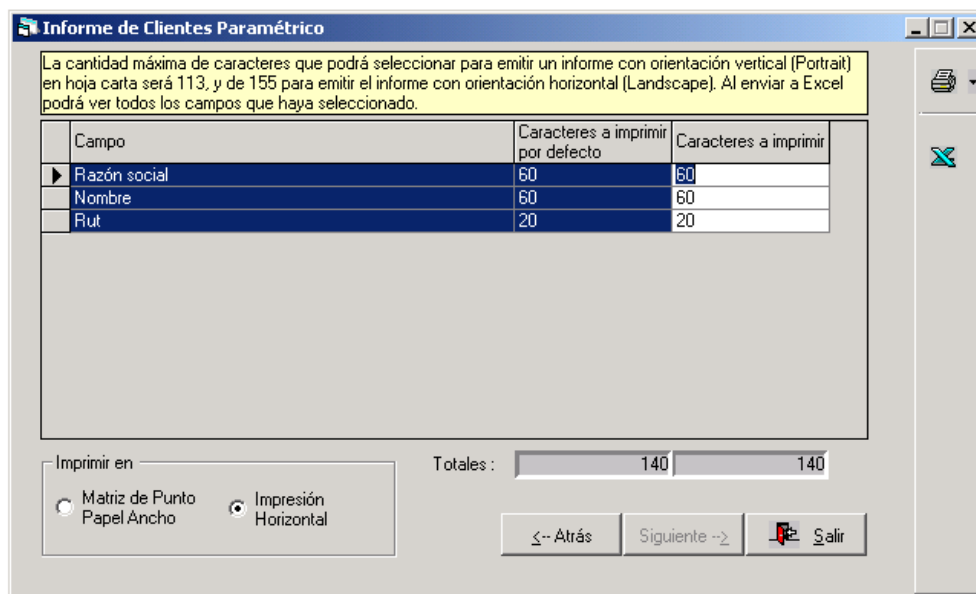 Informe de Clientes Paramétrico
La cantidad máxima de caracteres que podrá seleccionar para emitir un informe con orientación vertical (Portrait)
en hoja carta será 113, y de 155 para emitir el informe con orientación horizontal (Landscape). Al enviar a Excel
podrá ver todos los campos que haya seleccionado.
Campo Caracteres a imprimir por defecto Caracteres a imprimir
Razón social 60 60
Nombre 60 60
Rut 20 20
Imprimir en
Totales : 140 140
Matriz de Punto
Papel Ancho
Impresión
Horizontal
<-- Atrás Siguiente --> Salir